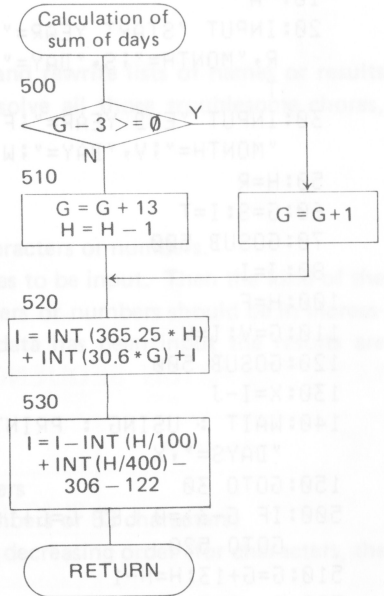 Calculation of
sum of days
500
G − 3 >= 0
Y
N
510
G = G + 13
H = H − 1
G = G + 1
520
I = INT (365.25 * H)
+ INT (30.6 * G) + I
530
I = I − INT (H/100)
+ INT (H/400) −
306 − 122
RETURN